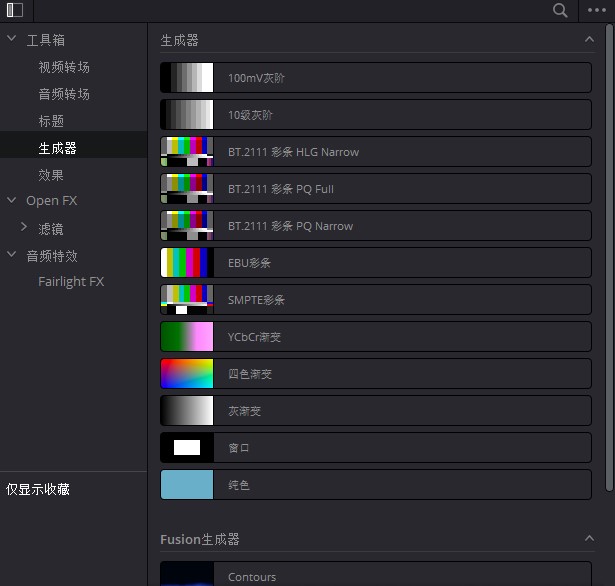 工具箱
视频转场
音频转场
标题
生成器
效果
Open FX
滤镜
音频特效
Fairlight FX
仅显示收藏
生成器
100mV灰阶
10级灰阶
BT.2111 彩条 HLG Narrow
BT.2111 彩条 PQ Full
BT.2111 彩条 PQ Narrow
EBU彩条
SMPTE彩条
YCbCr渐变
四色渐变
灰渐变
窗口
纯色
Fusion生成器
Contours